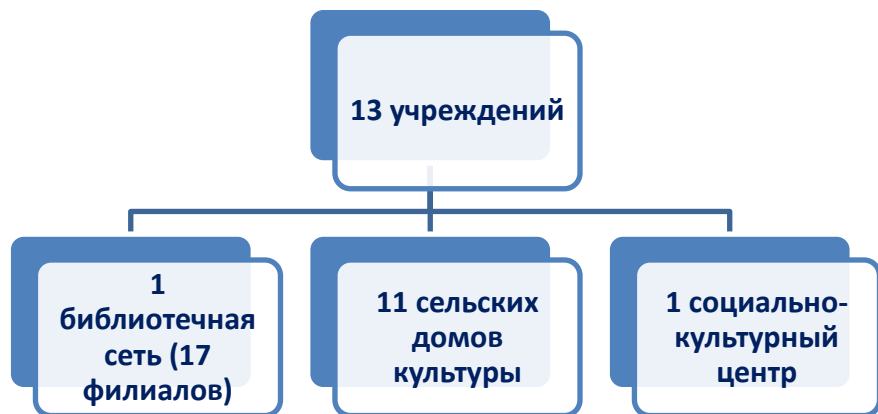 13 учреждений
1
библиотечная
сеть (17
филиалов)
11 сельских
домов
культуры
1 социально-
культурный
центр